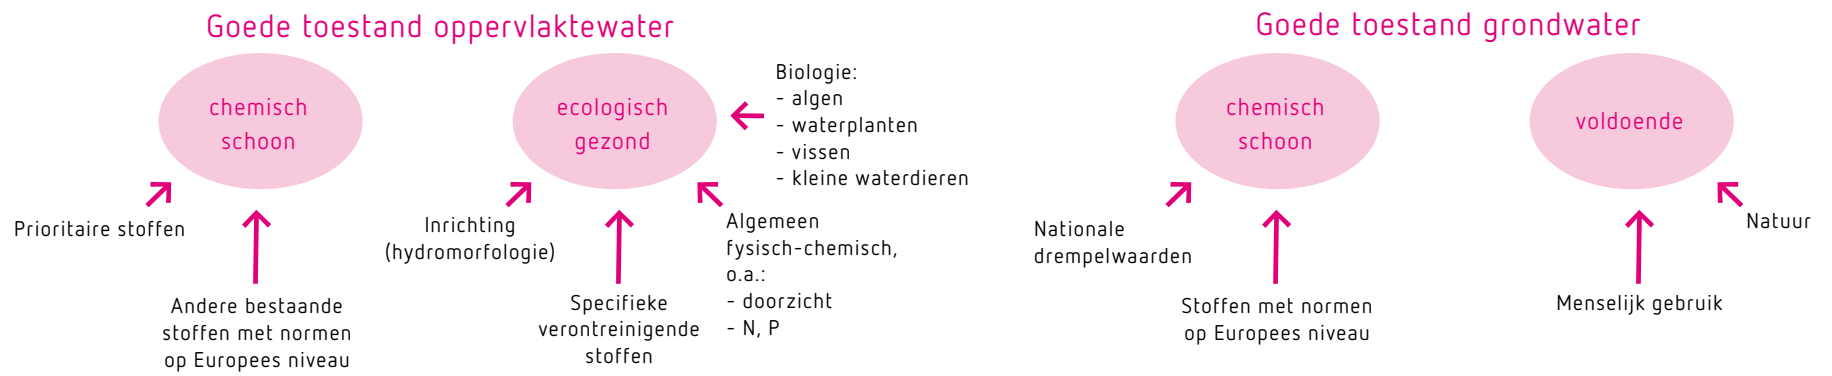 Goede toestand oppervlaktewater
chemisch
schoon
Prioritaire stoffen
Andere bestaande
stoffen met normen
op Europees niveau
ecologisch
gezond
Biologie:
- algen
- waterplanten
- vissen
- kleine waterdieren
Inrichting
(hydromorfologie)
Specifieke
verontreinigende
stoffen
Algemeen
fysisch-chemisch,
o.a.:
- doorzicht
- N, P
Goede toestand grondwater
chemisch
schoon
Nationale
drempelwaarden
Stoffen met normen
op Europees niveau
voldoende
Menselijk gebruik
Natuur